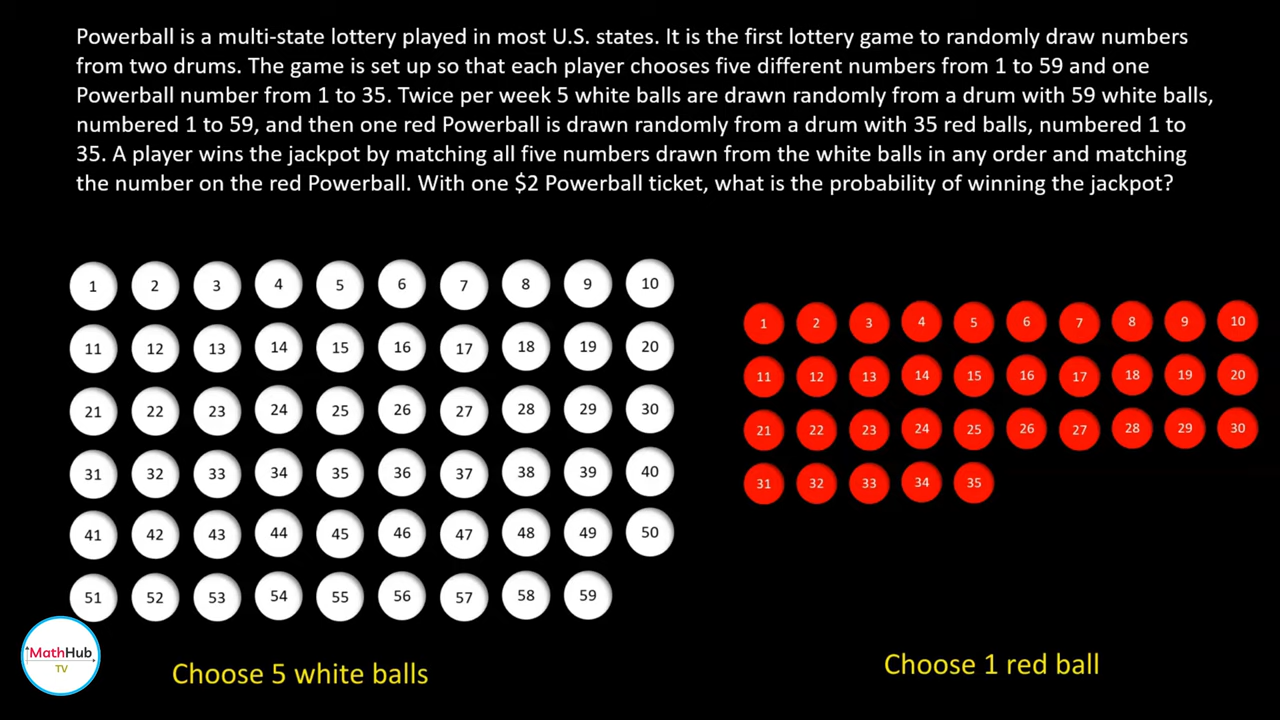 Powerball is a multi-state lottery played in most U.S. states. It is the first lottery game to randomly draw numbers
from two drums. The game is set up so that each player chooses five different numbers from 1 to 59 and one
Powerball number from 1 to 35. Twice per week 5 white balls are drawn randomly from a drum with 59 white balls,
numbered 1 to 59, and then one red Powerball is drawn randomly from a drum with 35 red balls, numbered 1 to
35. A player wins the jackpot by matching all five numbers drawn from the white balls in any order and matching
the number on the red Powerball. With one $2 Powerball ticket, what is the probability of winning the jackpot?
1 2 3 4 5 6 7 8 9 10
11 12 13 14 15 16 17 18 19 20
21 22 23 24 25 26 27 28 29 30
31 32 33 34 35 36 37 38 39 40
41 42 43 44 45 46 47 48 49 50
51 52 53 54 55 56 57 58 59
Choose 5 white balls
1 2 3 4 5 6 7 8 9 10
11 12 13 14 15 16 17 18 19 20
21 22 23 24 25 26 27 28 29 30
31 32 33 34 35
Choose 1 red ball
MathHub
TV